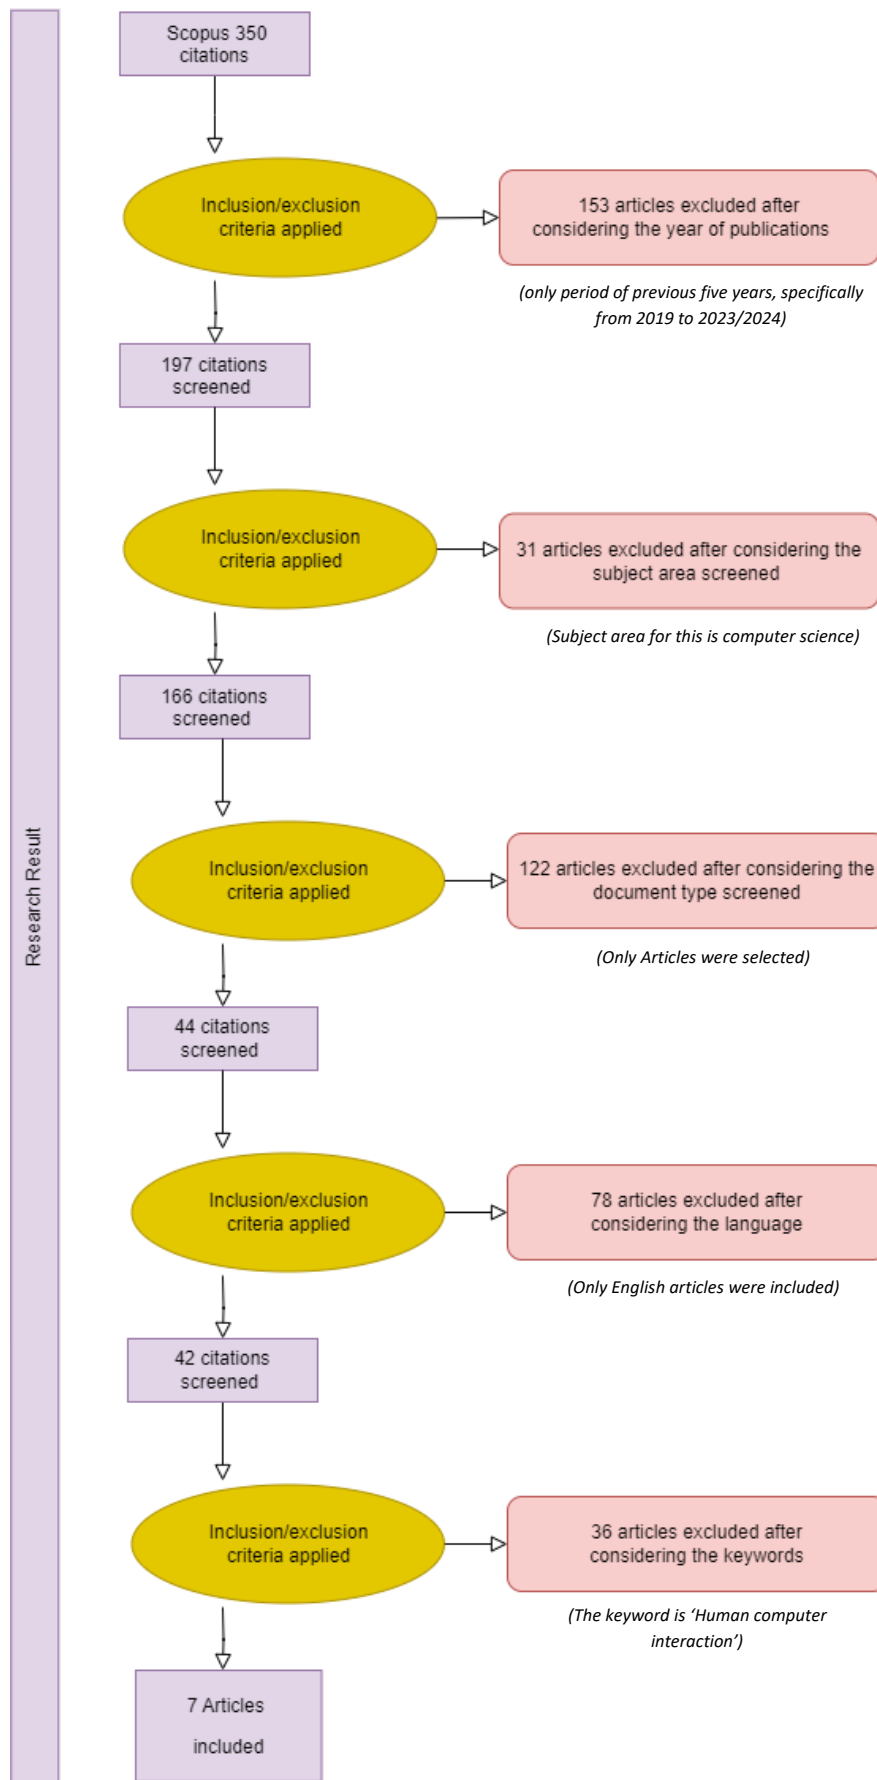 Research Result
Scopus 350
citations
Inclusion/exclusion
criteria applied
153 articles excluded after
considering the year of publications
(only period of previous five years, specifically
from 2019 to 2023/2024)
197 citations
screened
Inclusion/exclusion
criteria applied
31 articles excluded after considering the
subject area screened
(Subject area for this is computer science)
166 citations
screened
Inclusion/exclusion
criteria applied
122 articles excluded after considering the
document type screened
(Only Articles were selected)
44 citations
screened
Inclusion/exclusion
criteria applied
78 articles excluded after
considering the language
(Only English articles were included)
42 citations
screened
Inclusion/exclusion
criteria applied
36 articles excluded after
considering the keywords
(The keyword is ‘Human computer
interaction’)
7 Articles
included